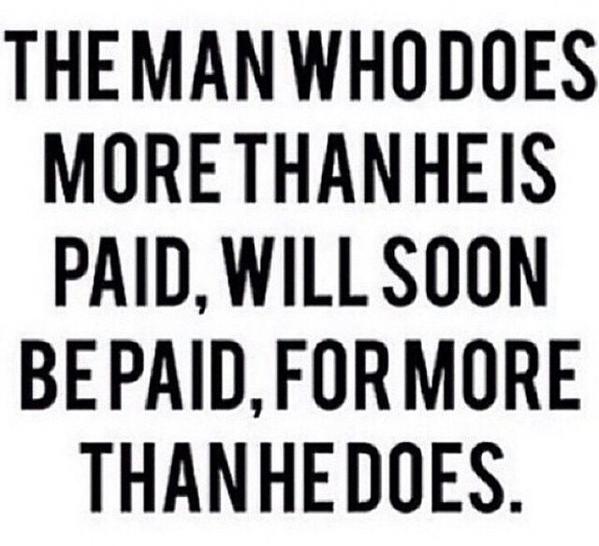 THE MAN WHO DOES
MORE THAN HE IS
PAID, WILL SOON
BE PAID, FOR MORE
THAN HE DOES.